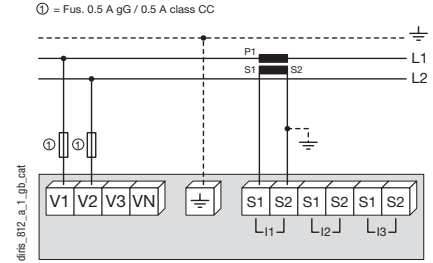 ① = Fus. 0.5 A gG / 0.5 A class CC
P1
L1
S1 S2
L2
① ①
V1 V2 V3 VN S1 S2 S1 S2 S1 S2
I1 I2 I3
diris_812_a_1_gb_cat